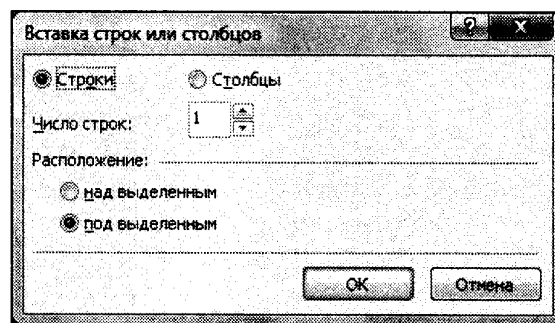 Вставка строк или столбцов
Строки Столбцы
Число строк: 1
Расположение:
над выделенным
под выделенным
ОК Отмена